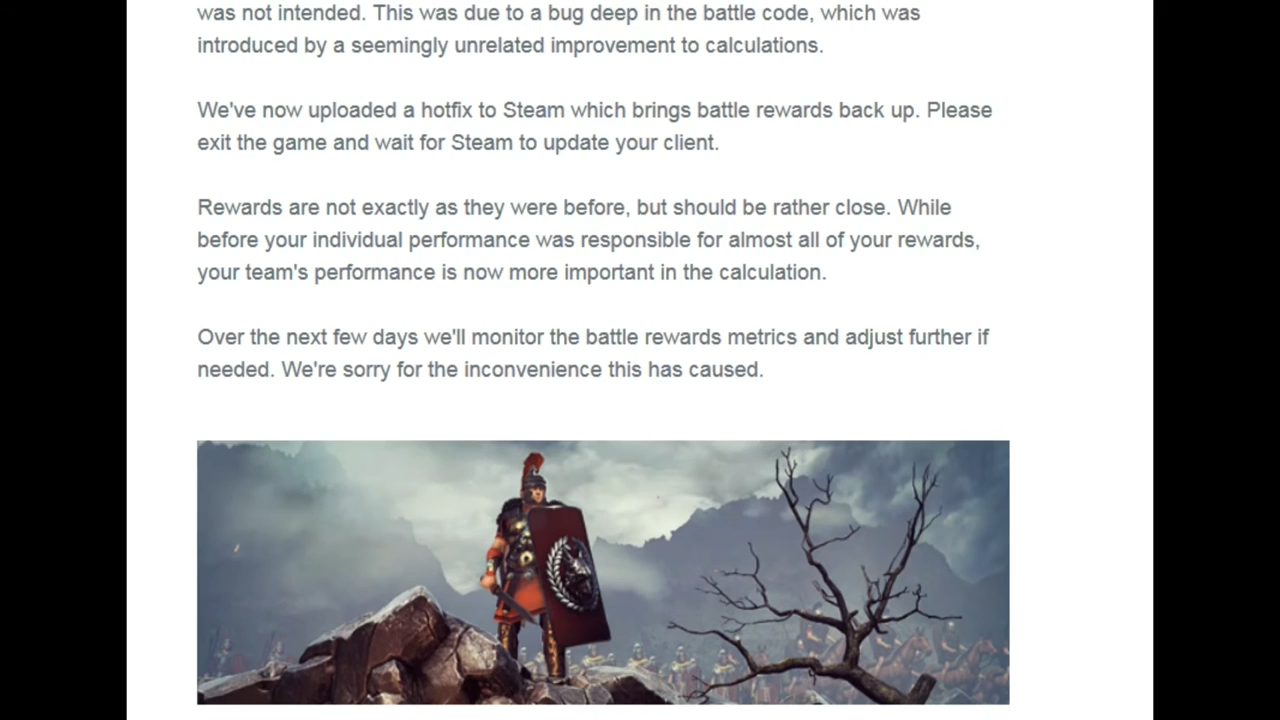 was not intended. This was due to a bug deep in the battle code, which was
introduced by a seemingly unrelated improvement to calculations.
We've now uploaded a hotfix to Steam which brings battle rewards back up. Please
exit the game and wait for Steam to update your client.
Rewards are not exactly as they were before, but should be rather close. While
before your individual performance was responsible for almost all of your rewards,
your team's performance is now more important in the calculation.
Over the next few days we'll monitor the battle rewards metrics and adjust further if
needed. We're sorry for the inconvenience this has caused.